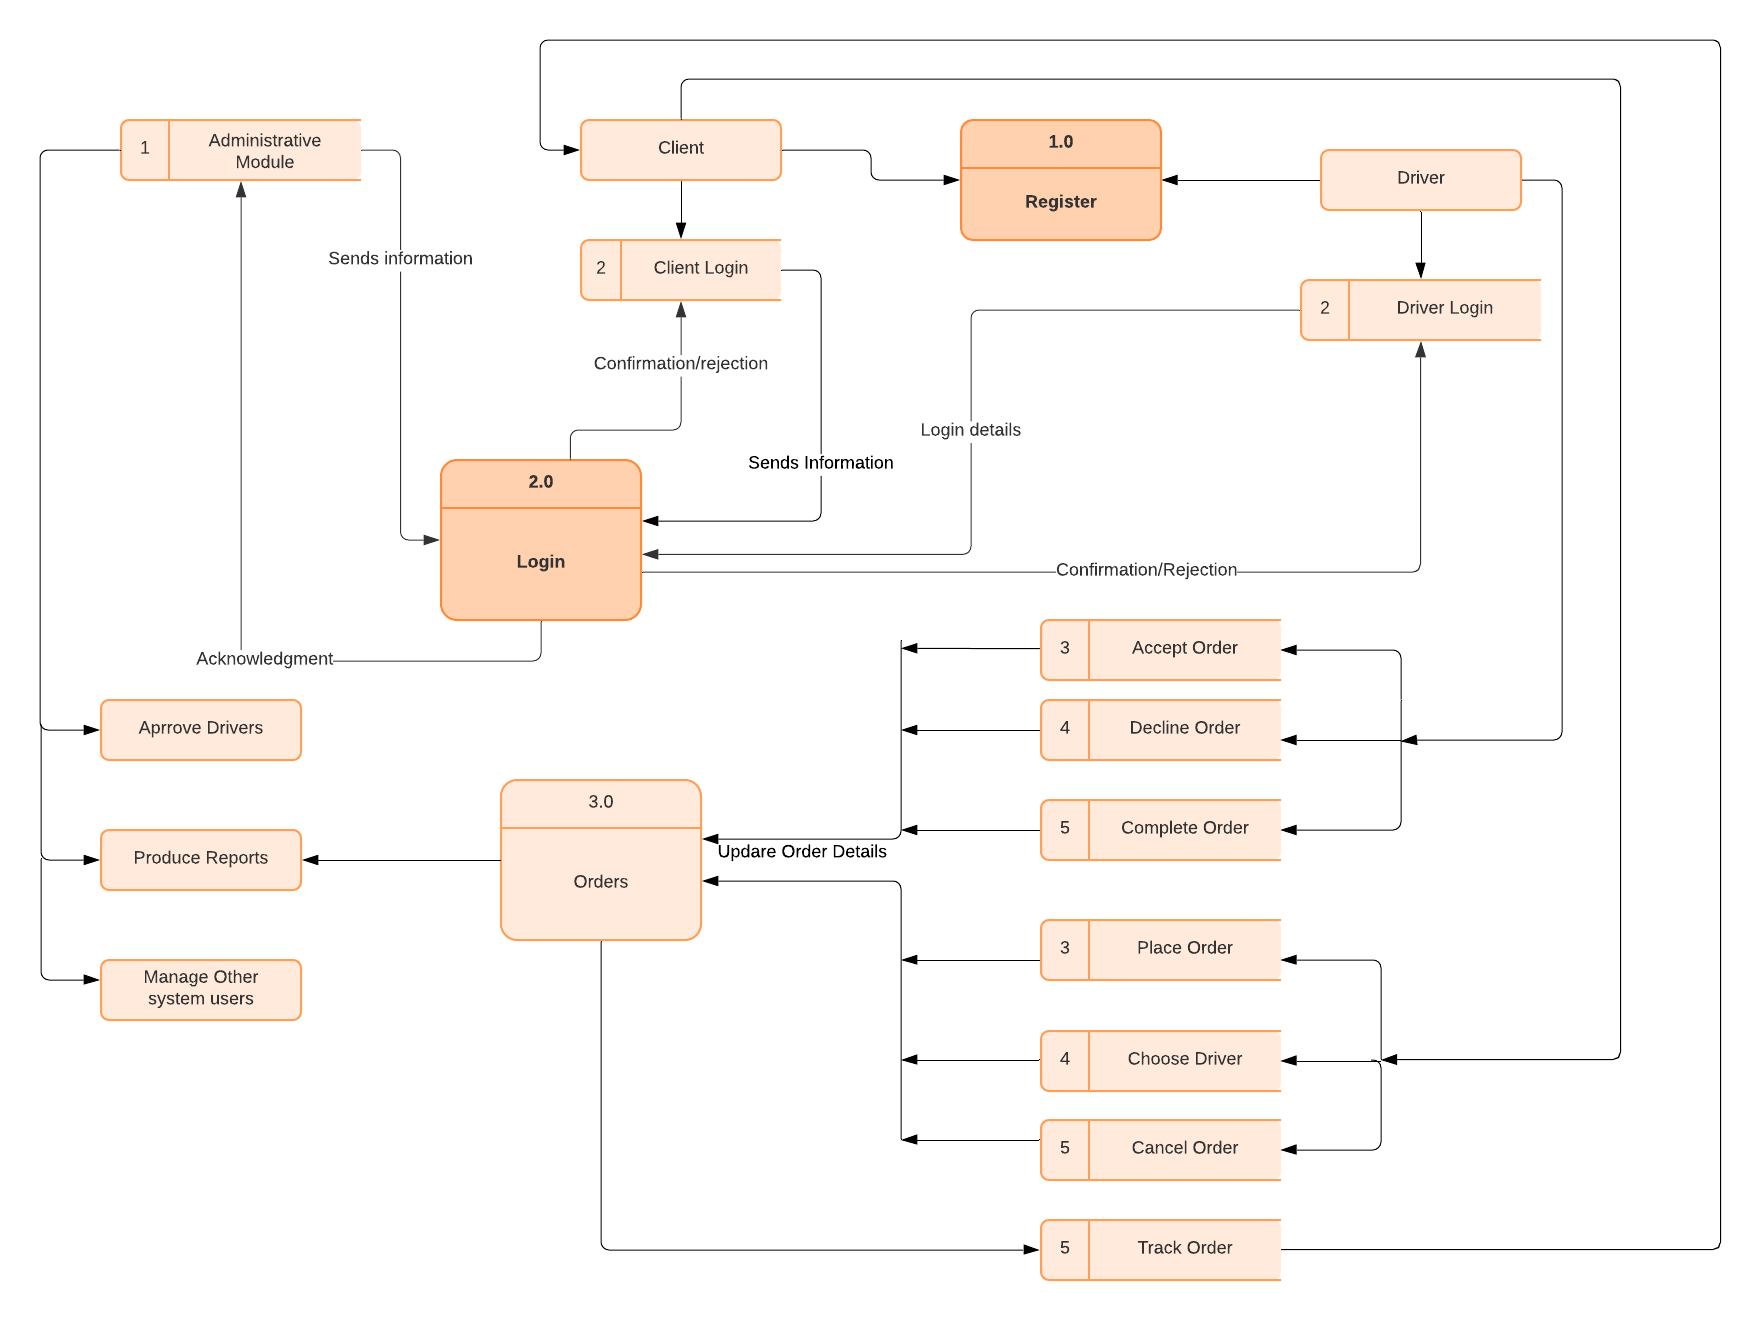 1
Administrative
Module
Client
1.0
Register
Driver
Sends information
2
Client Login
2
Driver Login
Confirmation/rejection
Login details
Sends Information
2.0
Login
Confirmation/Rejection
Acknowledgment
3
Accept Order
Aprrove Drivers
4
Decline Order
3.0
Orders
5
Complete Order
Updare Order Details
Produce Reports
3
Place Order
Manage Other
system users
4
Choose Driver
5
Cancel Order
5
Track Order